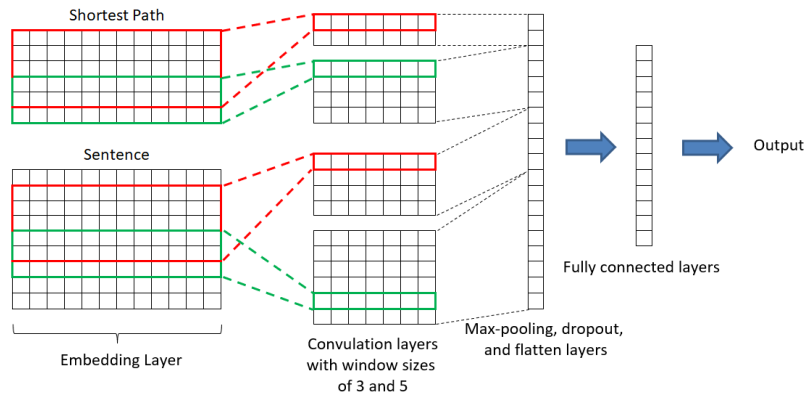 Shortest Path
Sentence
Embedding Layer
Convulation layers
with window sizes
of 3 and 5
Max-pooling, dropout,
and flatten layers
Fully connected layers
Output